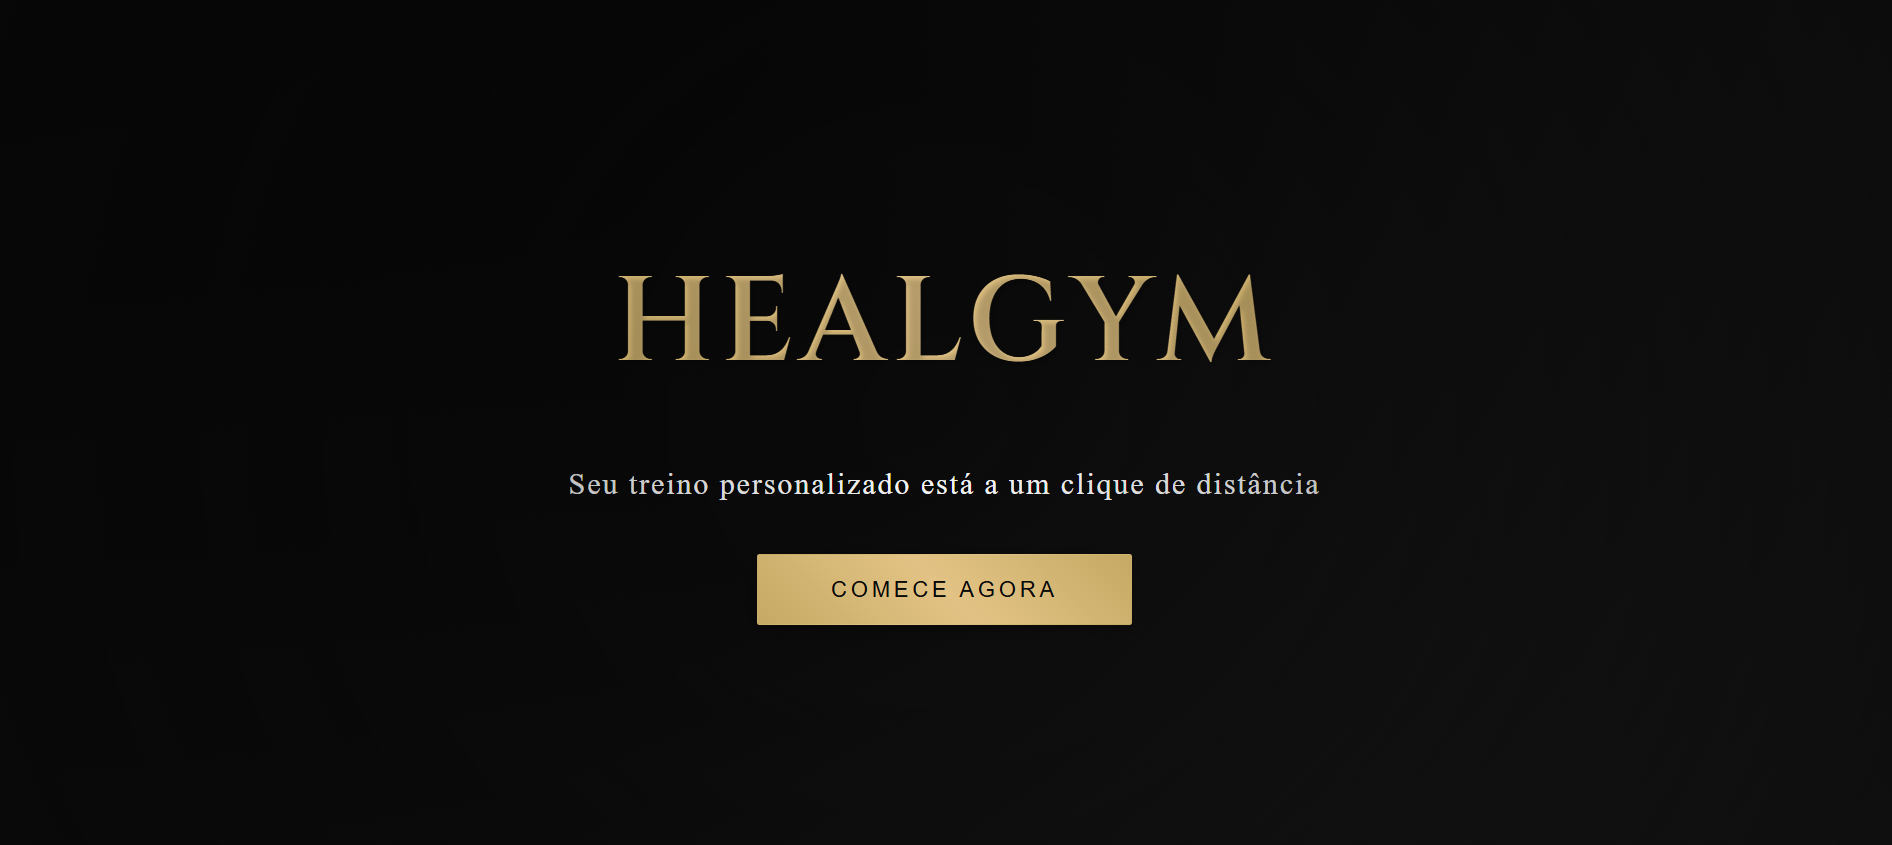 HEALGYM
Seu treino personalizado está a um clique de distância
COMECE AGORA